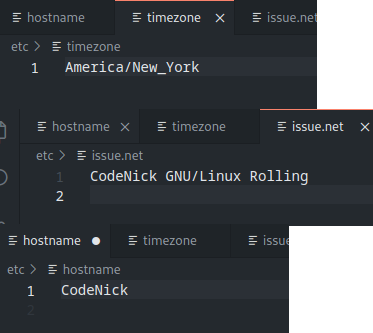 hostname timezone × issue.net
etc > timezone
1 America/New_York
hostname × timezone issue.net ×
etc > issue.net
1 CodeNick GNU/Linux Rolling
2
hostname ● timezone issue
etc > hostname
1 CodeNick
2